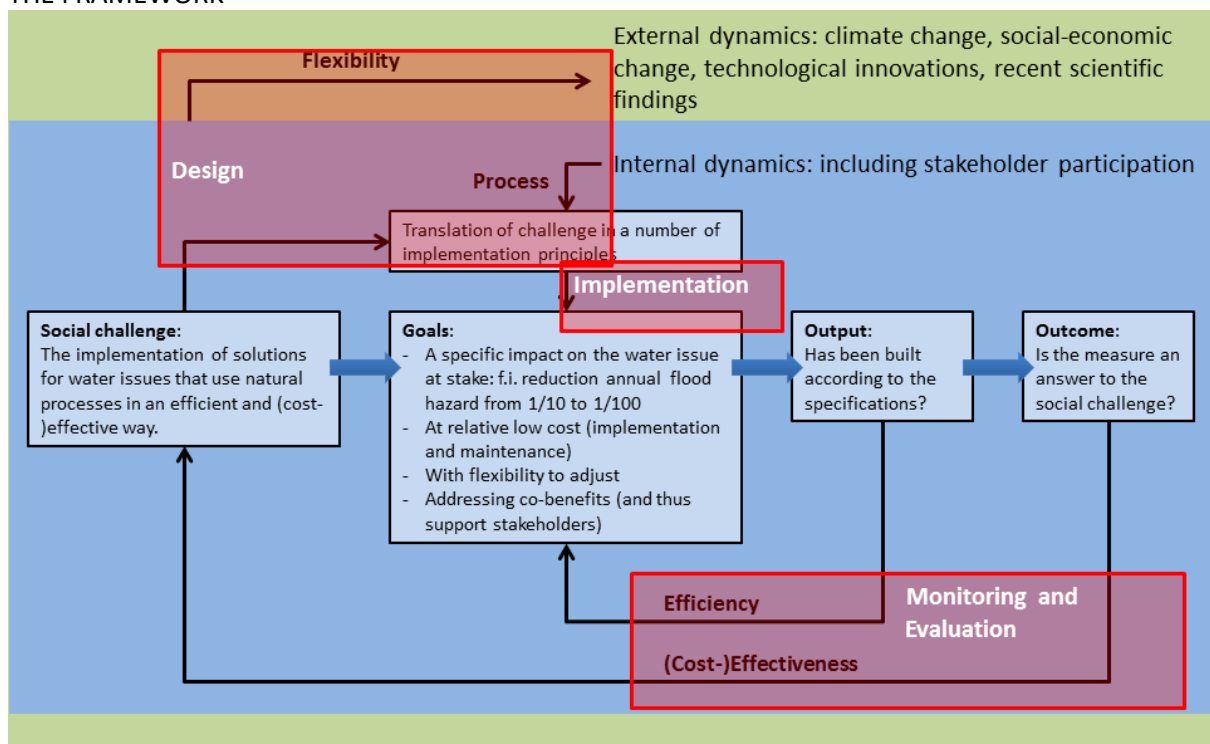 THE FRAMEWORK
External dynamics: climate change, social-economic
change, technological innovations, recent scientific
findings
Flexibility
Design
Internal dynamics: including stakeholder participation
Process
Translation of challenge in a number of
implementation principles
Implementation
Social challenge:
The implementation of solutions
for water issues that use natural
processes in an efficient and (cost-
)effective way.
Goals:
- A specific impact on the water issue
at stake: f.i. reduction annual flood
hazard from 1/10 to 1/100
- At relative low cost (implementation
and maintenance)
- With flexibility to adjust
- Addressing co-benefits (and thus
support stakeholders)
Output:
Has been built
according to the
specifications?
Outcome:
Is the measure an
answer to the
social challenge?
Efficiency
Monitoring and
Evaluation
(Cost-)Effectiveness